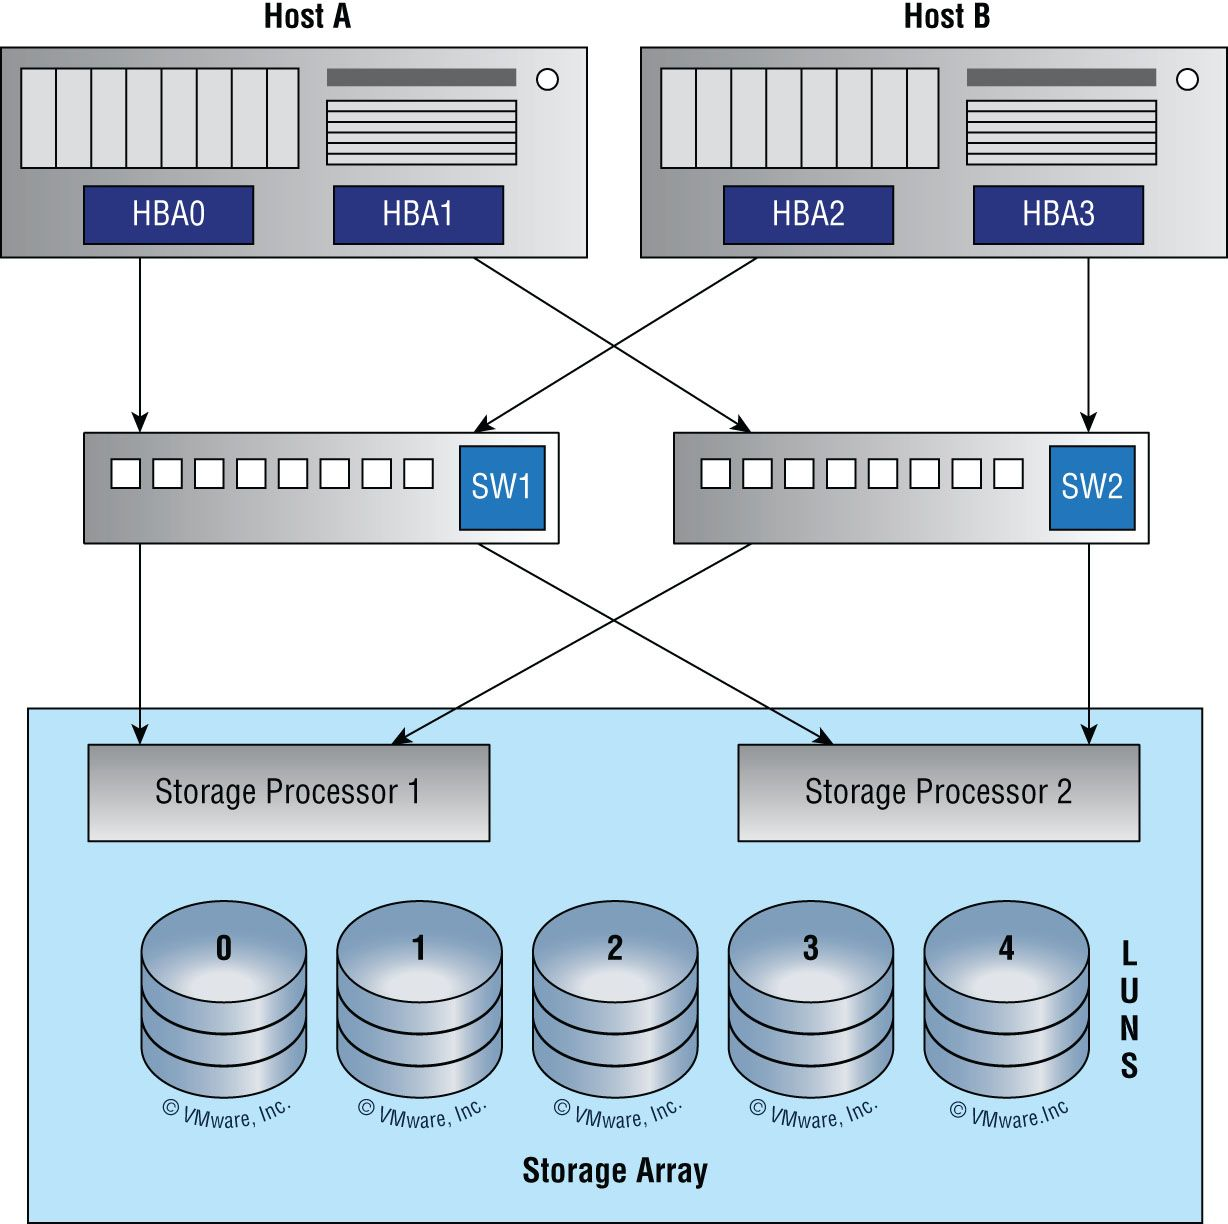 Host A
Host B
HBA0
HBA1
HBA2
HBA3
SW1
SW2
Storage Processor 1
Storage Processor 2
0
1
2
3
4
LUNS
© VMware, Inc.
© VMware, Inc.
© VMware, Inc.
© VMware, Inc.
© VMware.Inc
Storage Array